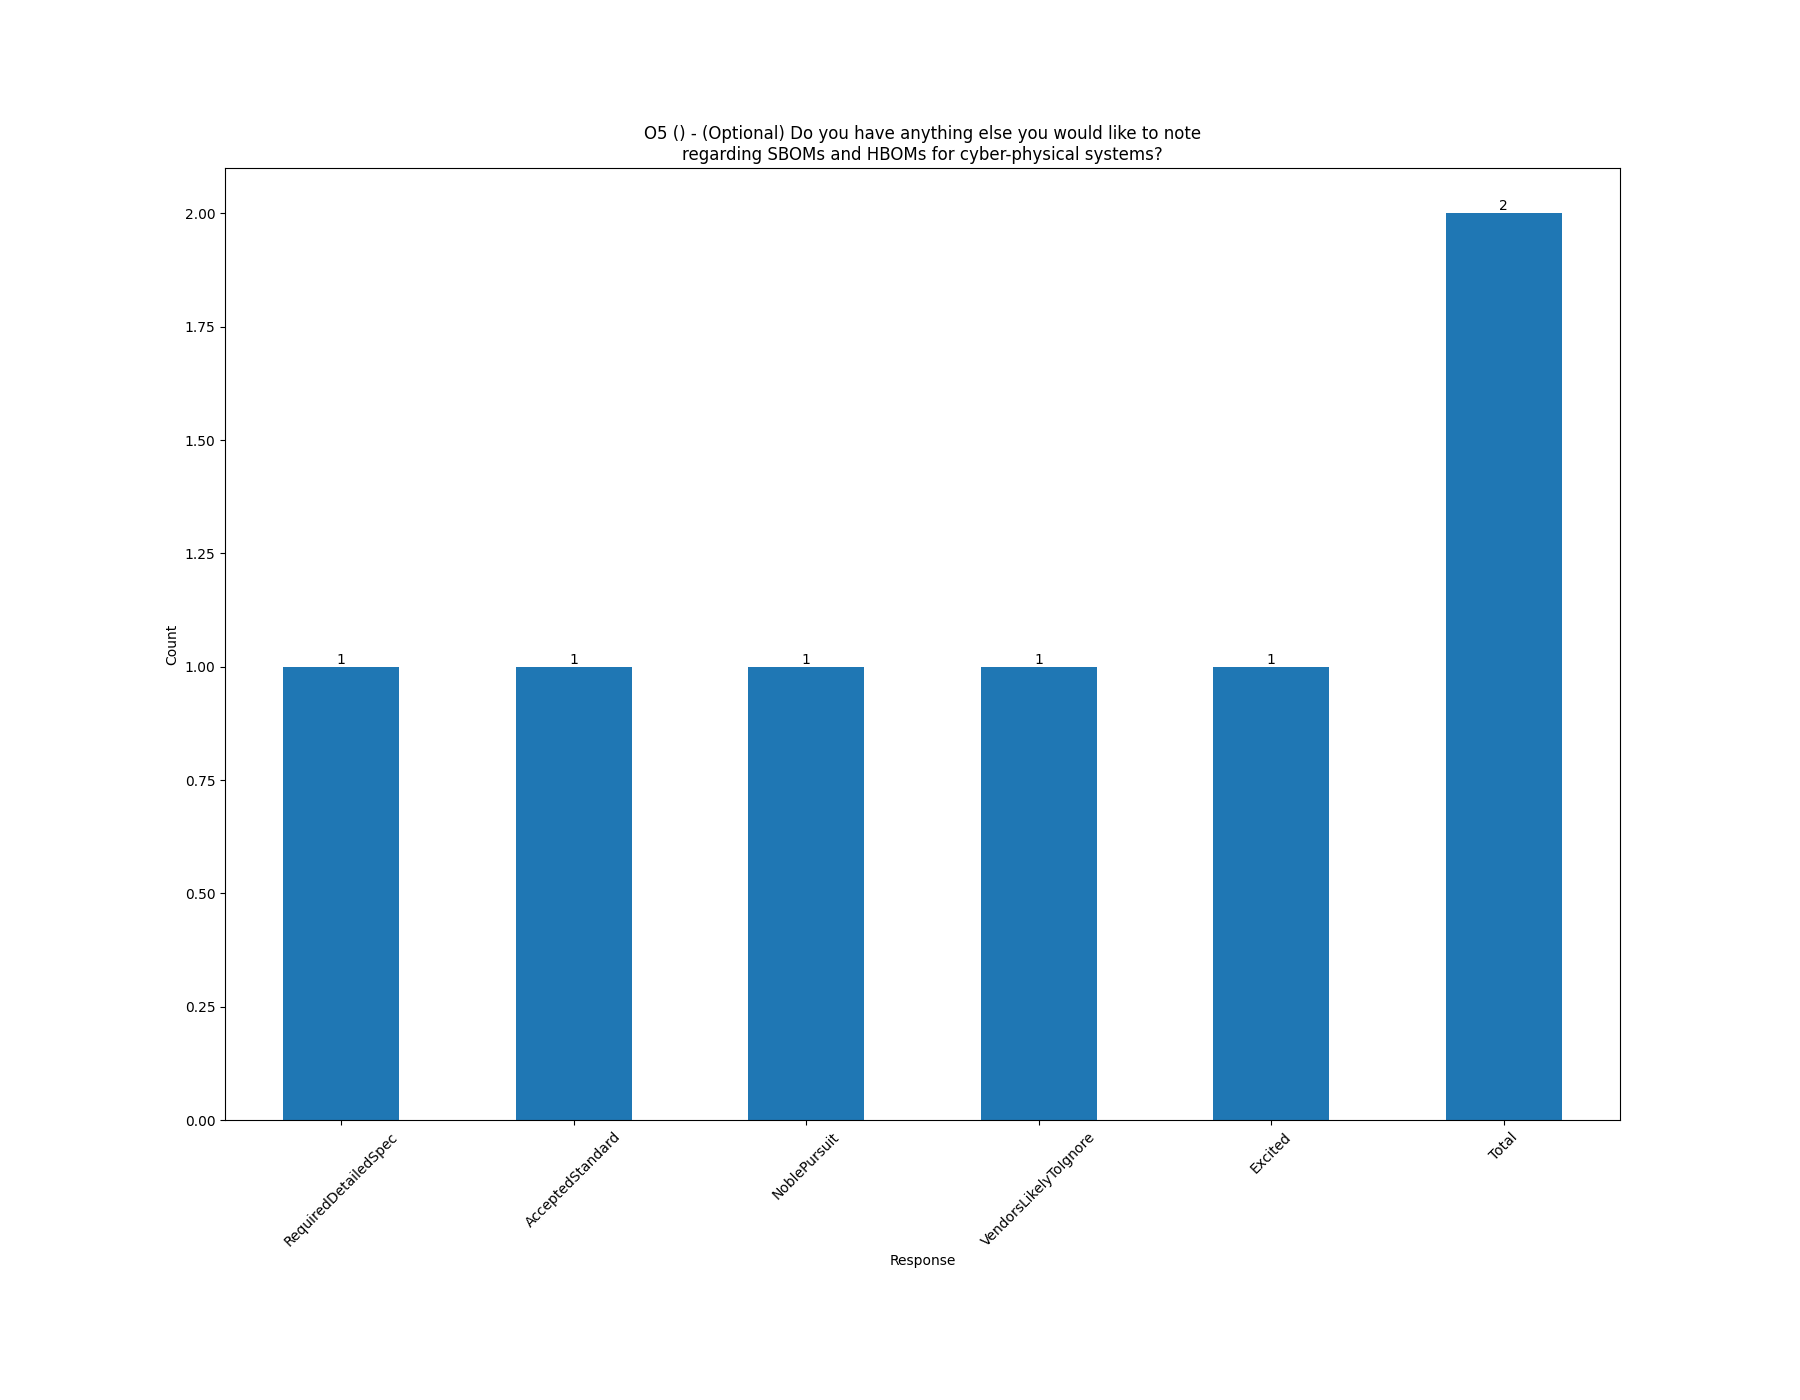 O5 () - (Optional) Do you have anything else you would like to note
regarding SBOMs and HBOMs for cyber-physical systems?
2.00
1.75
1.50
1.25
1.00
0.75
0.50
0.25
0.00
Count
1
1
1
1
1
2
RequiredDetailedSpec
AcceptedStandard
NoblePursuit
VendorsLikelyToIgnore
Excited
Total
Response